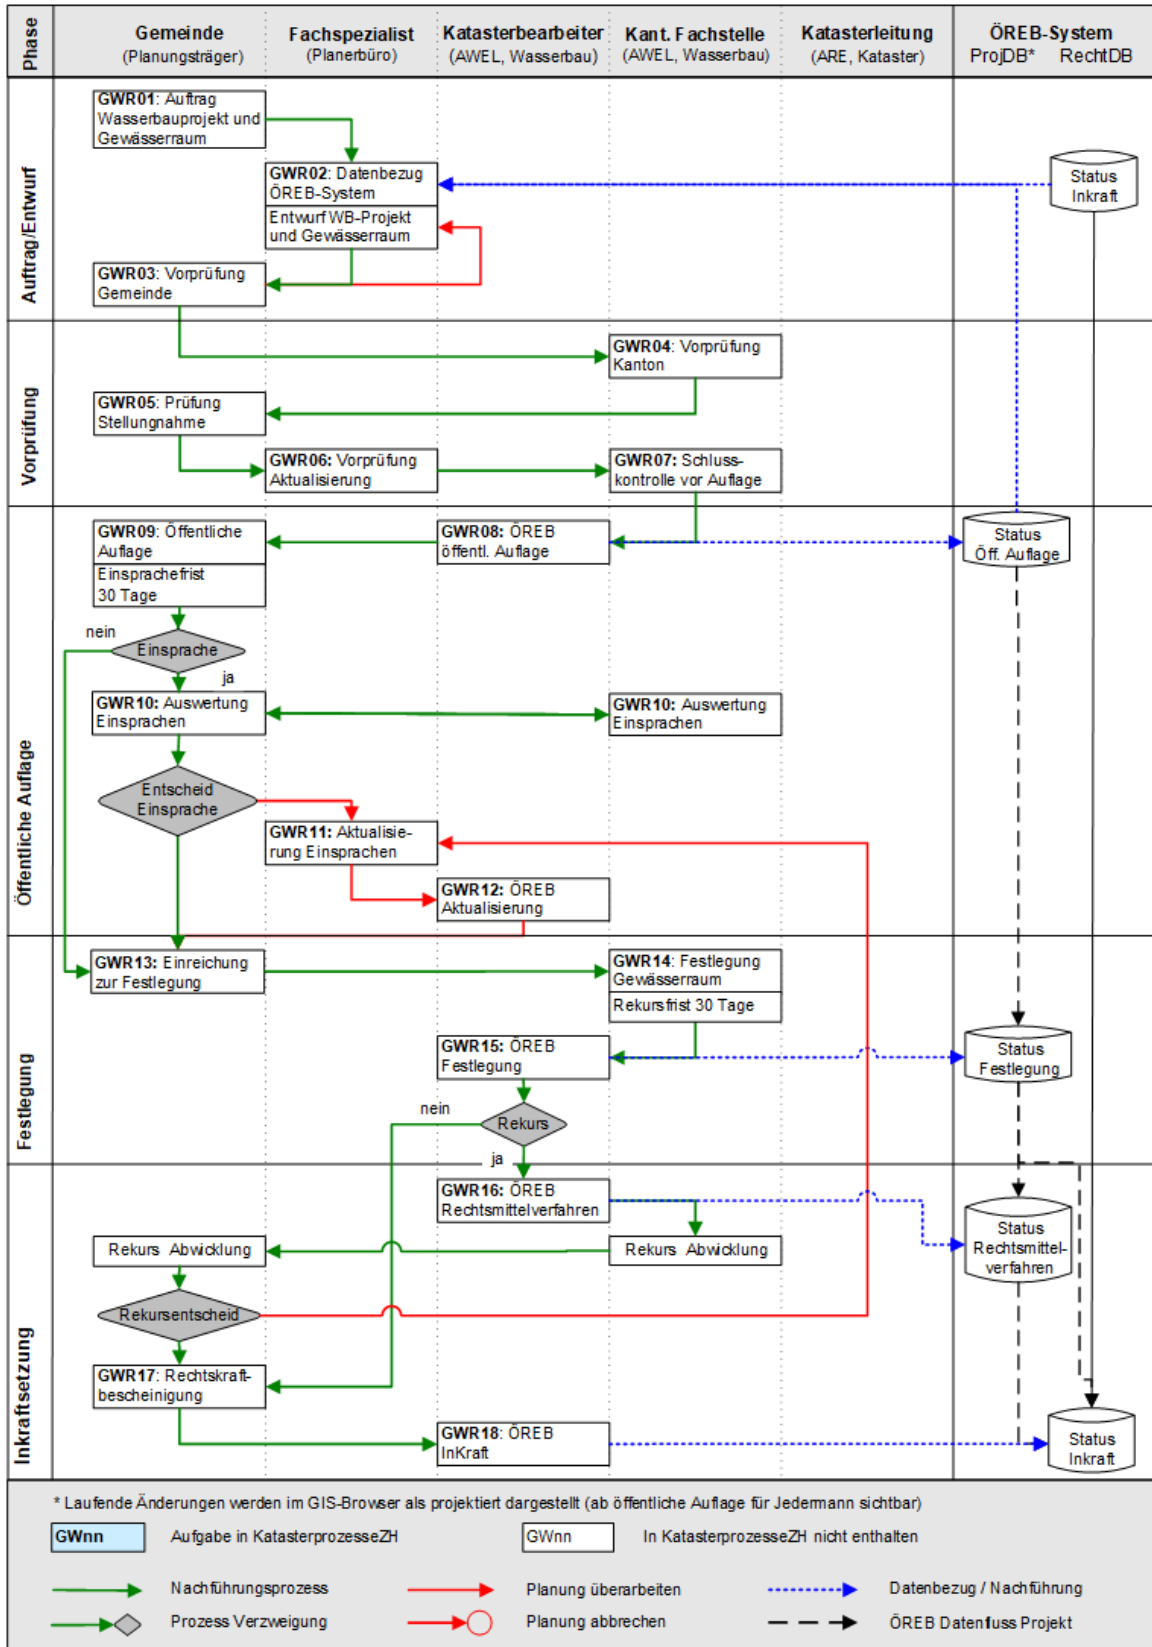 Phase
Gemeinde
(Planungsträger)
Fachspezialist
(Planerbüro)
Katasterbearbeiter
(AWEL, Wasserbau)
Kant. Fachstelle
(AWEL, Wasserbau)
Katasterleitung
(ARE, Kataster)
ÖREB-System
ProjDB* RechtDB
Auftrag/Entwurf
GWR01: Auftrag
Wasserbauprojekt und
Gewässerraum
GWR02: Datenbezug
ÖREB-System
Entwurf WB-Projekt
und Gewässerraum
Status
Inkraft
GWR03: Vorprüfung
Gemeinde
Vorprüfung
GWR04: Vorprüfung
Kanton
GWR05: Prüfung
Stellungnahme
GWR06: Vorprüfung
Aktualisierung
GWR07: Schluss-
kontrolle vor Auflage
Öffentliche Auflage
GWR09: Öffentliche
Auflage
Einsprachefrist
30 Tage
GWR08: ÖREB
öffentl. Auflage
Status
Öff. Auflage
nein
Einsprache
ja
GWR10: Auswertung
Einsprachen
GWR10: Auswertung
Einsprachen
Entscheid
Einsprache
GWR11: Aktualisie-
rung Einsprachen
GWR12: ÖREB
Aktualisierung
Festlegung
GWR13: Einreichung
zur Festlegung
GWR14: Festlegung
Gewässerraum
Rekursfrist 30 Tage
GWR15: ÖREB
Festlegung
Status
Festlegung
nein
Rekurs
ja
Inkraftsetzung
GWR16: ÖREB
Rechtsmittelverfahren
Status
Rechtsmittel-
verfahren
Rekurs Abwicklung
Rekurs Abwicklung
Rekursentscheid
GWR17: Rechtskraft-
bescheinigung
GWR18: ÖREB
InKraft
Status
Inkraft
* Laufende Änderungen werden im GIS-Browser als projektiert dargestellt (ab öffentliche Auflage für Jedermann sichtbar)
GWnn Aufgabe in KatasterprozesseZH
GWnn In KatasterprozesseZH nicht enthalten
Nachführungsprozess
Planung überarbeiten
Datenbezug / Nachführung
Prozess Verzweigung
Planung abbrechen
ÖREB Datenfluss Projekt